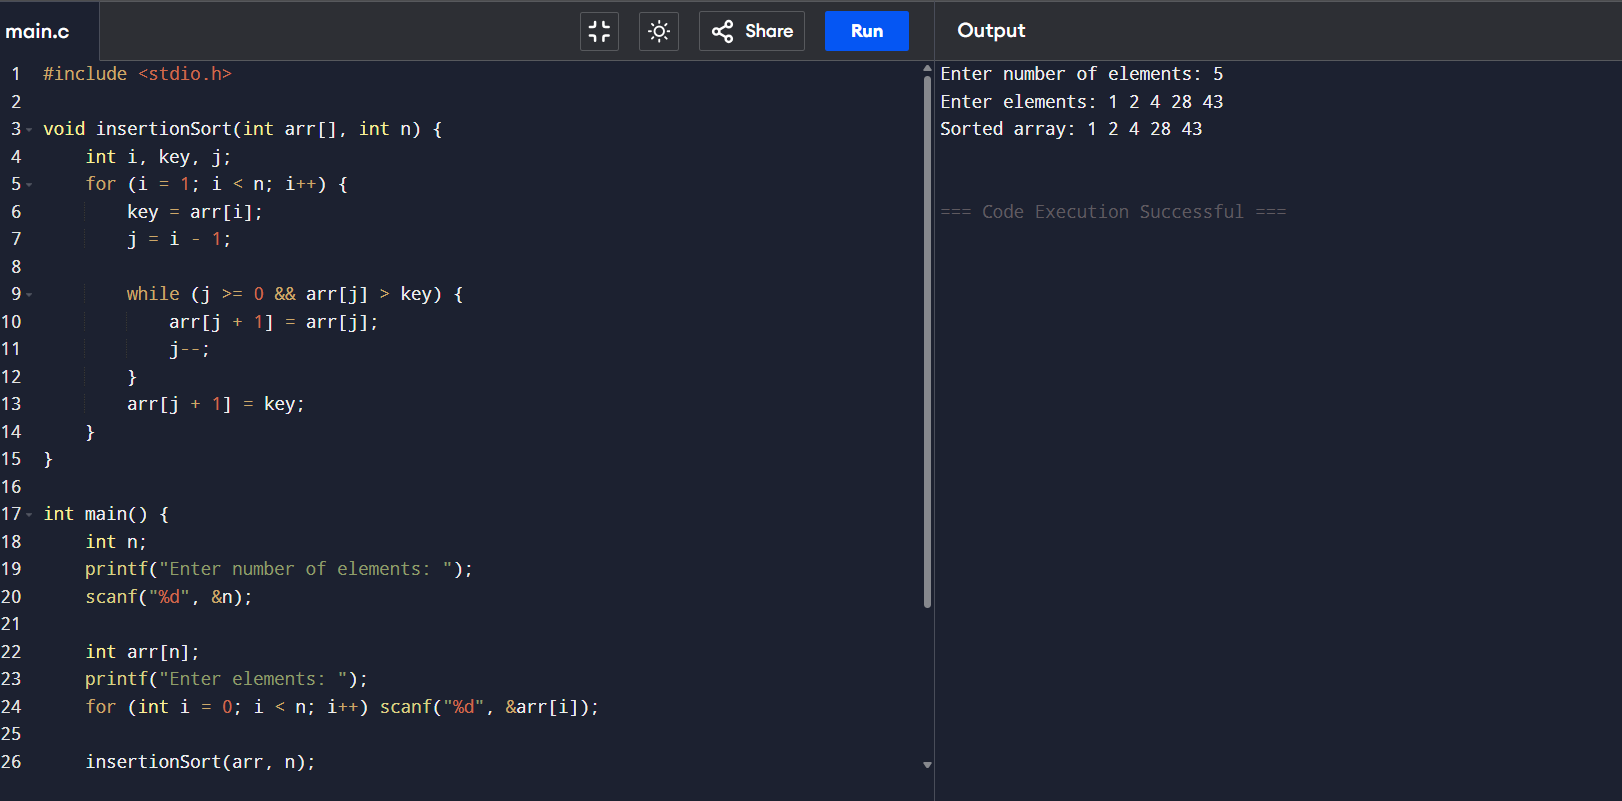 main.c
Share
Run
Output
1 #include <stdio.h>
2
3 void insertionSort(int arr[], int n) {
4     int i, key, j;
5     for (i = 1; i < n; i++) {
6         key = arr[i];
7         j = i - 1;
8
9         while (j >= 0 && arr[j] > key) {
10             arr[j + 1] = arr[j];
11             j--;
12         }
13         arr[j + 1] = key;
14     }
15 }
16
17 int main() {
18     int n;
19     printf("Enter number of elements: ");
20     scanf("%d", &n);
21
22     int arr[n];
23     printf("Enter elements: ");
24     for (int i = 0; i < n; i++) scanf("%d", &arr[i]);
25
26     insertionSort(arr, n);
Enter number of elements: 5
Enter elements: 1 2 4 28 43
Sorted array: 1 2 4 28 43
=== Code Execution Successful ===